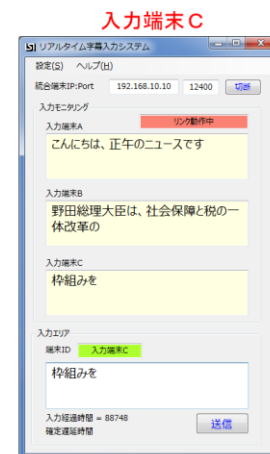 入力端末C
リアルタイム字幕入力システム
設定(S) ヘルプ(H)
統合端末IP:Port 192.168.10.10 12400 切断
入力モニタリング
入力端末A リンク動作中
こんにちは、正午のニュースです
入力端末B
野田総理大臣は、社会保障と税の一
体改革の
入力端末C
枠組みを
入力エリア
端末ID 入力端末C
枠組みを
入力経過時間 = 88748
確定遅延時間
送信